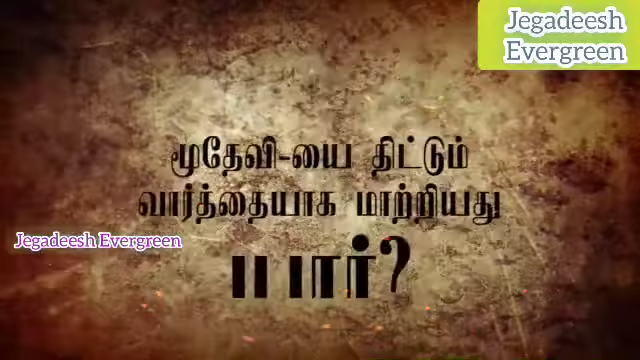 Jegadeesh
Evergreen
மூதேவி-யை திட்டும்
வார்த்தையாக மாற்றியது
Jegadeesh Evergreen
யார்?